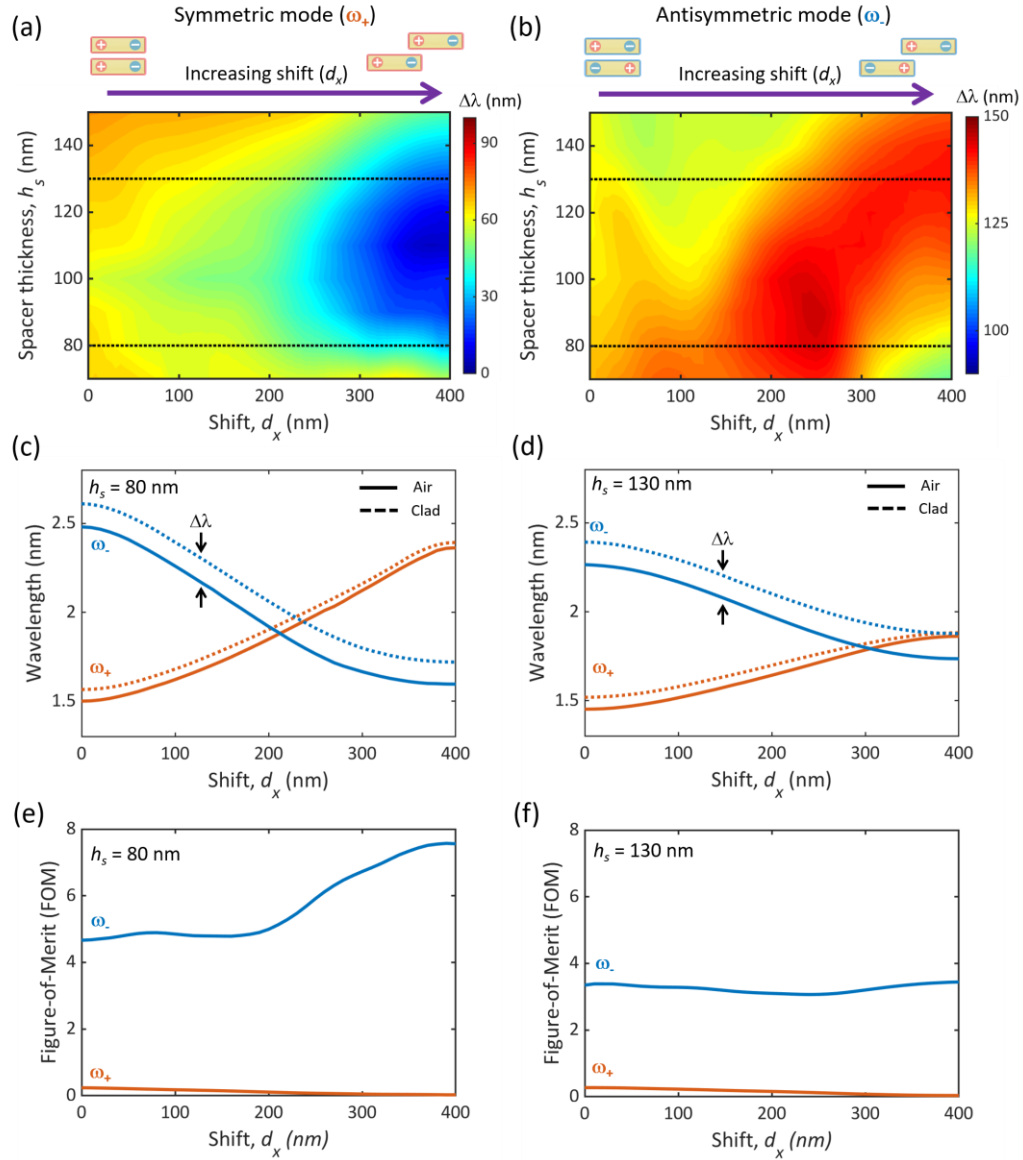 Symmetric mode (ω+)
(a)
Increasing shift (dx)
Δλ (nm)
90
60
30
0
140
120
100
80
Spacer thickness, hs (nm)
0 100 200 300 400
Shift, dx (nm)
Antisymmetric mode (ω-)
(b)
Increasing shift (dx)
Δλ (nm)
150
125
100
140
120
100
80
Spacer thickness, hs (nm)
0 100 200 300 400
Shift, dx (nm)
(c)
hs = 80 nm
Air
Clad
Δλ
ω-
ω+
2.5
2
1.5
Wavelength (nm)
0 100 200 300 400
Shift, dx (nm)
(d)
hs = 130 nm
Air
Clad
Δλ
ω-
ω+
2.5
2
1.5
Wavelength (nm)
0 100 200 300 400
Shift, dx (nm)
(e)
hs = 80 nm
ω-
ω+
8
6
4
2
0
Figure-of-Merit (FOM)
0 100 200 300 400
Shift, dx (nm)
(f)
hs = 130 nm
ω-
ω+
8
6
4
2
0
Figure-of-Merit (FOM)
0 100 200 300 400
Shift, dx (nm)